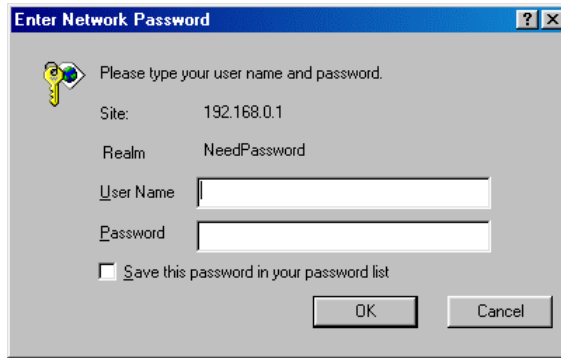 Enter Network Password
Please type your user name and password.
Site: 192.168.0.1
Realm NeedPassword
User Name
Password
Save this password in your password list
OK Cancel